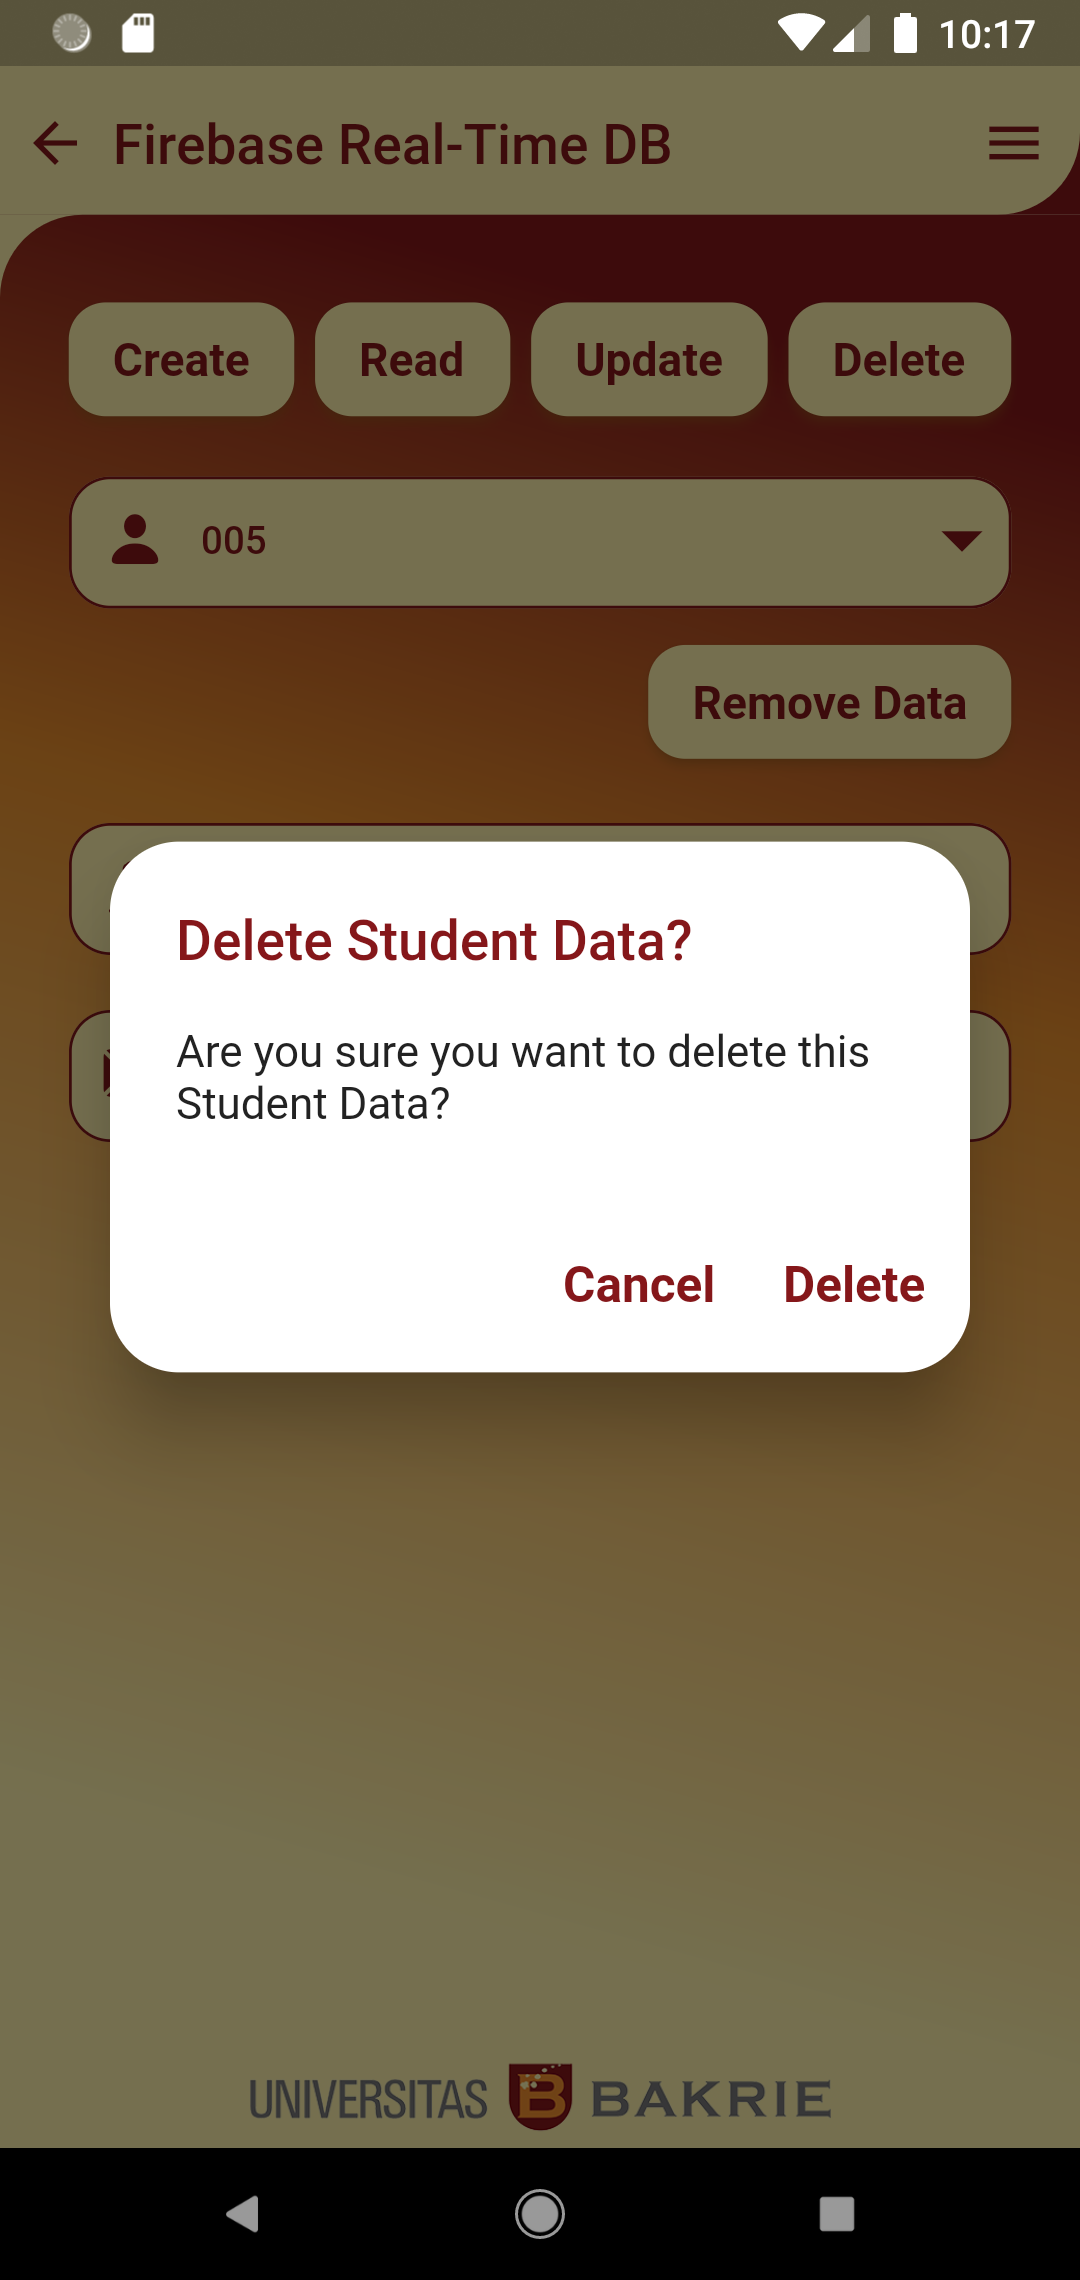 10:17
Firebase Real-Time DB
Create Read Update Delete
005
Remove Data
Delete Student Data?
Are you sure you want to delete this
Student Data?
Cancel Delete
UNIVERSITAS B BAKRIE